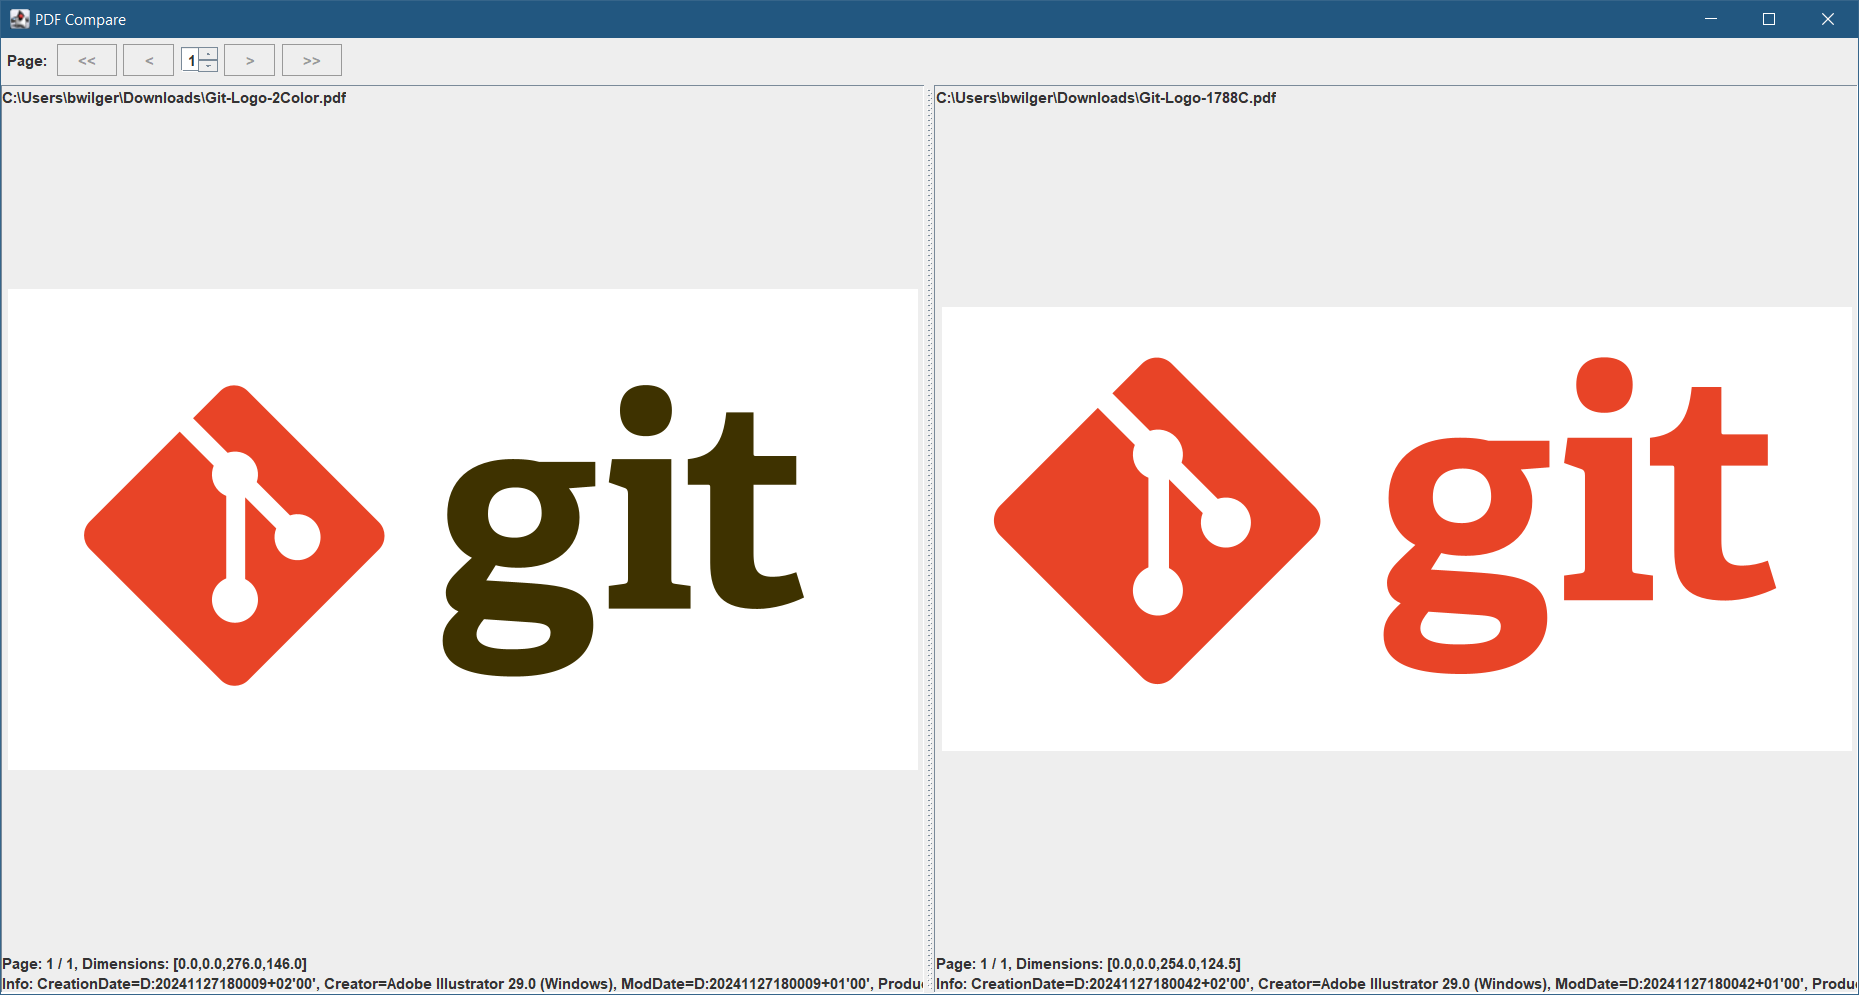 PDF Compare
Page: << < 1 > >>
C:\Users\bwilger\Downloads\Git-Logo-2Color.pdf
git
Page: 1 / 1, Dimensions: [0.0,0.0,276.0,146.0]
Info: CreationDate=D:20241127180009+02'00', Creator=Adobe Illustrator 29.0 (Windows), ModDate=D:20241127180009+01'00', Produ
C:\Users\bwilger\Downloads\Git-Logo-1788C.pdf
git
Page: 1 / 1, Dimensions: [0.0,0.0,254.0,124.5]
Info: CreationDate=D:20241127180042+02'00', Creator=Adobe Illustrator 29.0 (Windows), ModDate=D:20241127180042+01'00', Produ